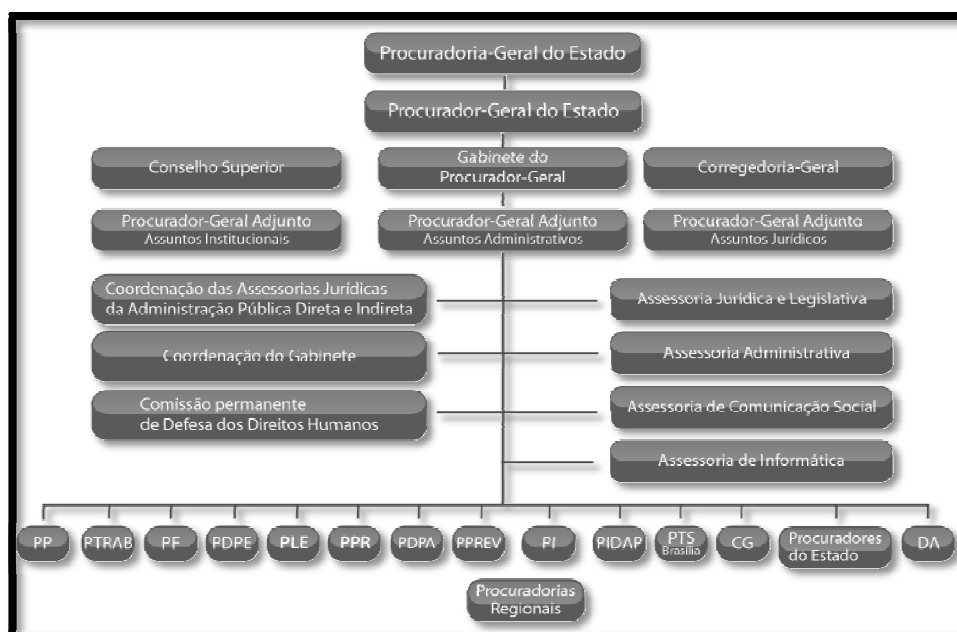 Procuradoria-Geral do Estado
Procurador-Geral do Estado
Conselho Superior
Gabinete do
Procurador-Geral
Corregedoria-Geral
Procurador-Geral Adjunto
Assuntos Institucionais
Procurador-Geral Adjunto
Assuntos Administrativos
Procurador-Geral Adjunto
Assuntos Jurídicos
Coordenação das Assessorias Jurídicas
da Administração Pública Direta e Indireta
Assessoria Jurídica e Legislativa
Coordenação do Gabinete
Assessoria Administrativa
Comissão permanente
de Defesa dos Direitos Humanos
Assessoria de Comunicação Social
Assessoria de Informática
PP
PTRAB
PF
PDPE
PLE
PPR
PDPA
PPREV
PI
PIDAP
PTS
Brasília
CG
Procuradores
do Estado
DA
Procuradorias
Regionais